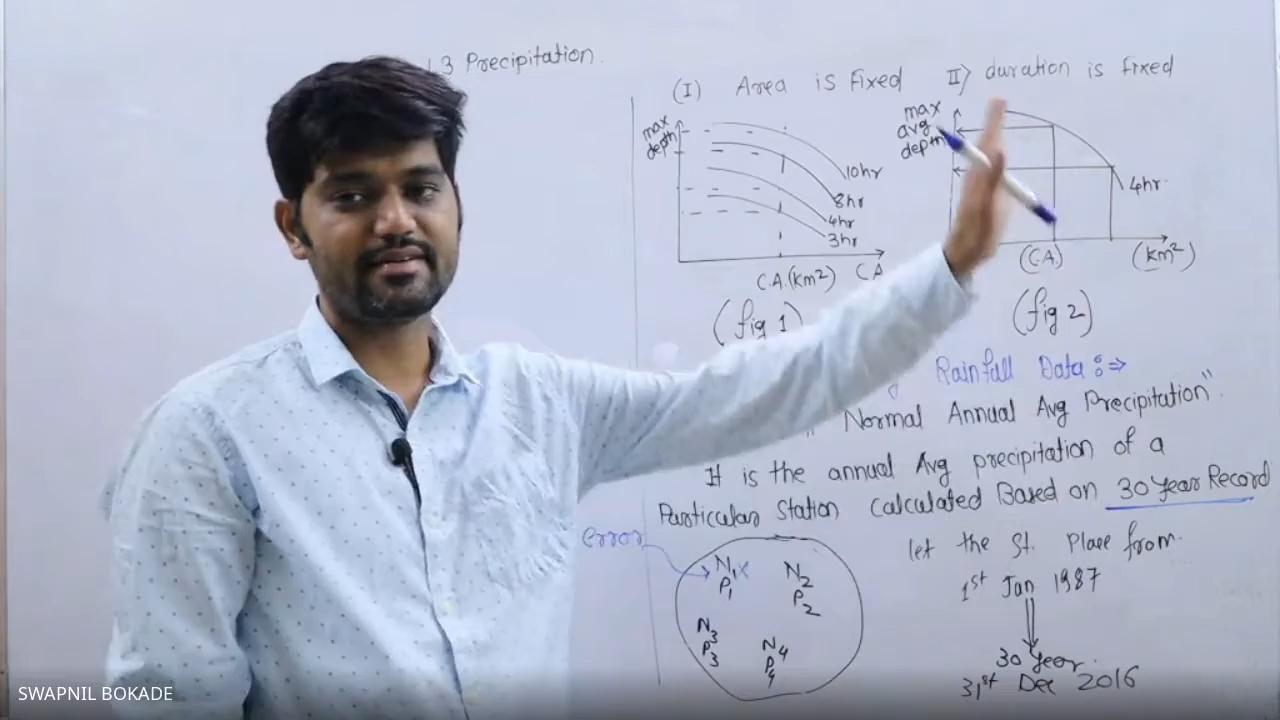 1.3 Precipitation.
(I) Area is Fixed
max
depth
10hr
8hr
4hr
3hr
C.A.(km²) CA
(fig 1)
II) duration is fixed
max
avg
depth
4hr
(C.A.) (km²)
(fig 2)
Rainfall Data :⇒
" Normal Annual Avg Precipitation".
It is the annual Avg precipitation of a
Particular Station Calculated Based on 30 year Record
error
N₁x
P₁
N₂
P₂
N₃
P₃
N₄
P₄
let the St. Place from.
1st Jan 1987
30 Year.
31st Dec 2016
SWAPNIL BOKADE